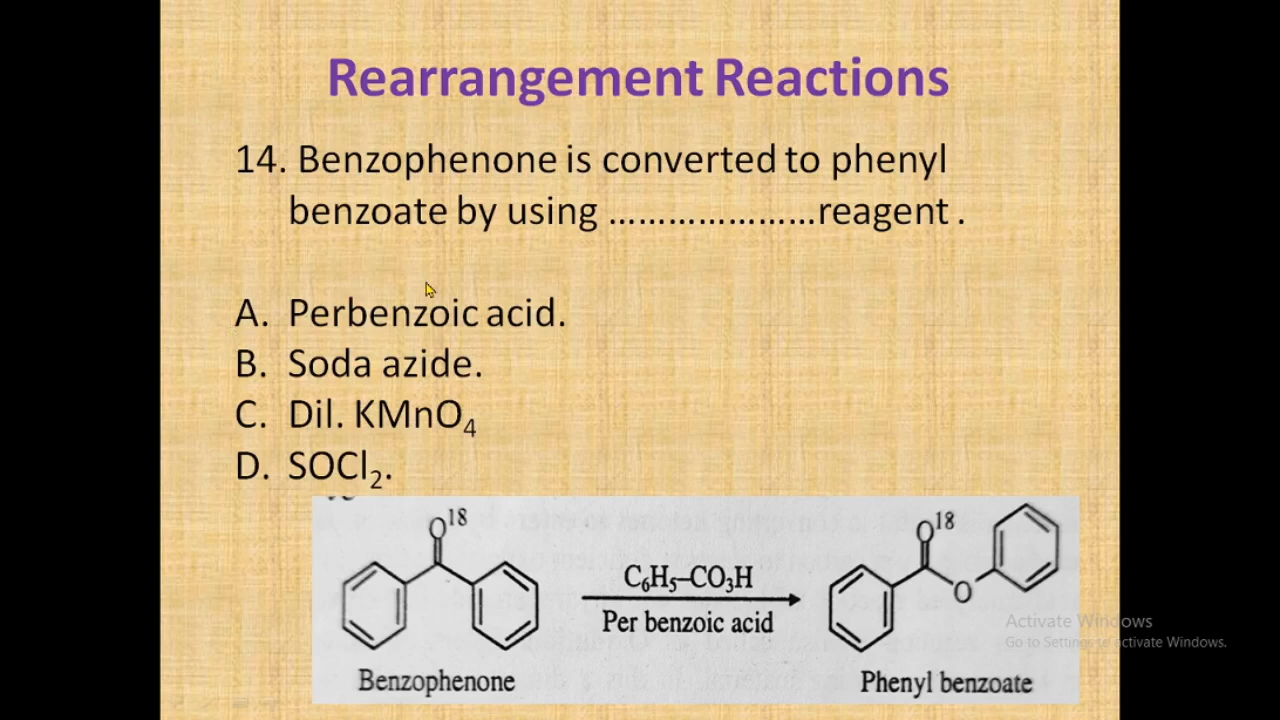 Rearrangement Reactions
14. Benzophenone is converted to phenyl
benzoate by using .....................reagent .
A. Perbenzoic acid.
B. Soda azide.
C. Dil. KMnO₄
D. SOCl₂.
O¹⁸
C₆H₅–CO₃H
Per benzoic acid
Benzophenone
O¹⁸
O
Phenyl benzoate
Activate Windows
Go to Settings to activate Windows.